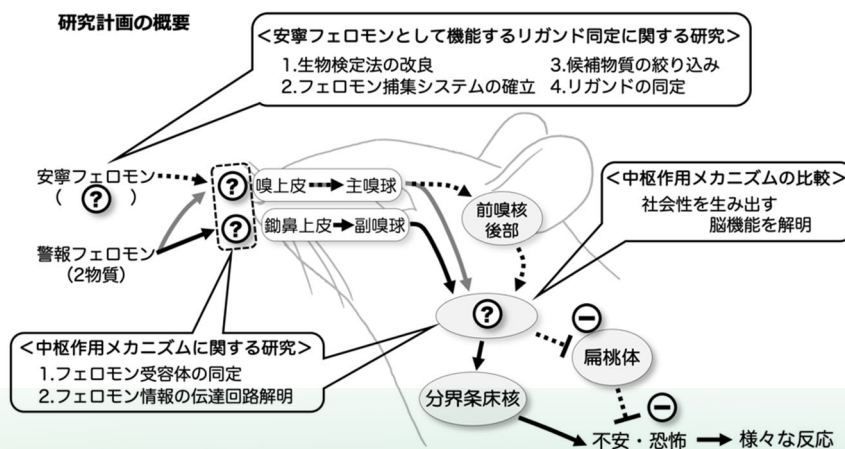 研究計画の概要
＜安寧フェロモンとして機能するリガンド同定に関する研究＞
1.生物検定法の改良
3.候補物質の絞り込み
2.フェロモン捕集システムの確立
4.リガンドの同定
安寧フェロモン
( ? )
?
嗅上皮
主嗅球
＜中枢作用メカニズムの比較＞
社会性を生み出す
脳機能を解明
前嗅核
後部
?
鋤鼻上皮
副嗅球
警報フェロモン
(2物質)
?
−
扁桃体
＜中枢作用メカニズムに関する研究＞
1.フェロモン受容体の同定
2.フェロモン情報の伝達回路解明
分界条床核
−
不安・恐怖
様々な反応